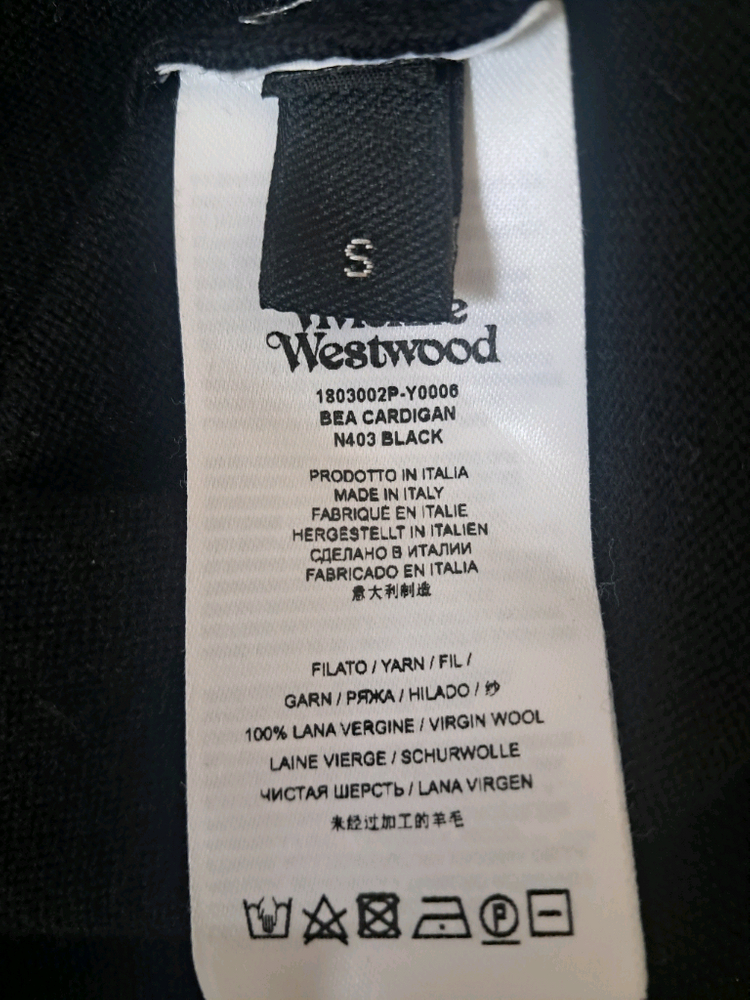 S
Westwood
1803002P-Y0006
BEA CARDIGAN
N403 BLACK
PRODOTTO IN ITALIA
MADE IN ITALY
FABRIQUÉ EN ITALIE
HERGESTELLT IN ITALIEN
СДЕЛАНО В ИТАЛИИ
FABRICADO EN ITALIA
意大利制造
FILATO / YARN / FIL /
GARN / PЯЖA / HILADO / 纱
100% LANA VERGINE / VIRGIN WOOL
LAINE VIERGE / SCHURWOLLE
ЧИСТАЯ ШЕРСТЬ / LANA VIRGEN
未经过加工的羊毛
P